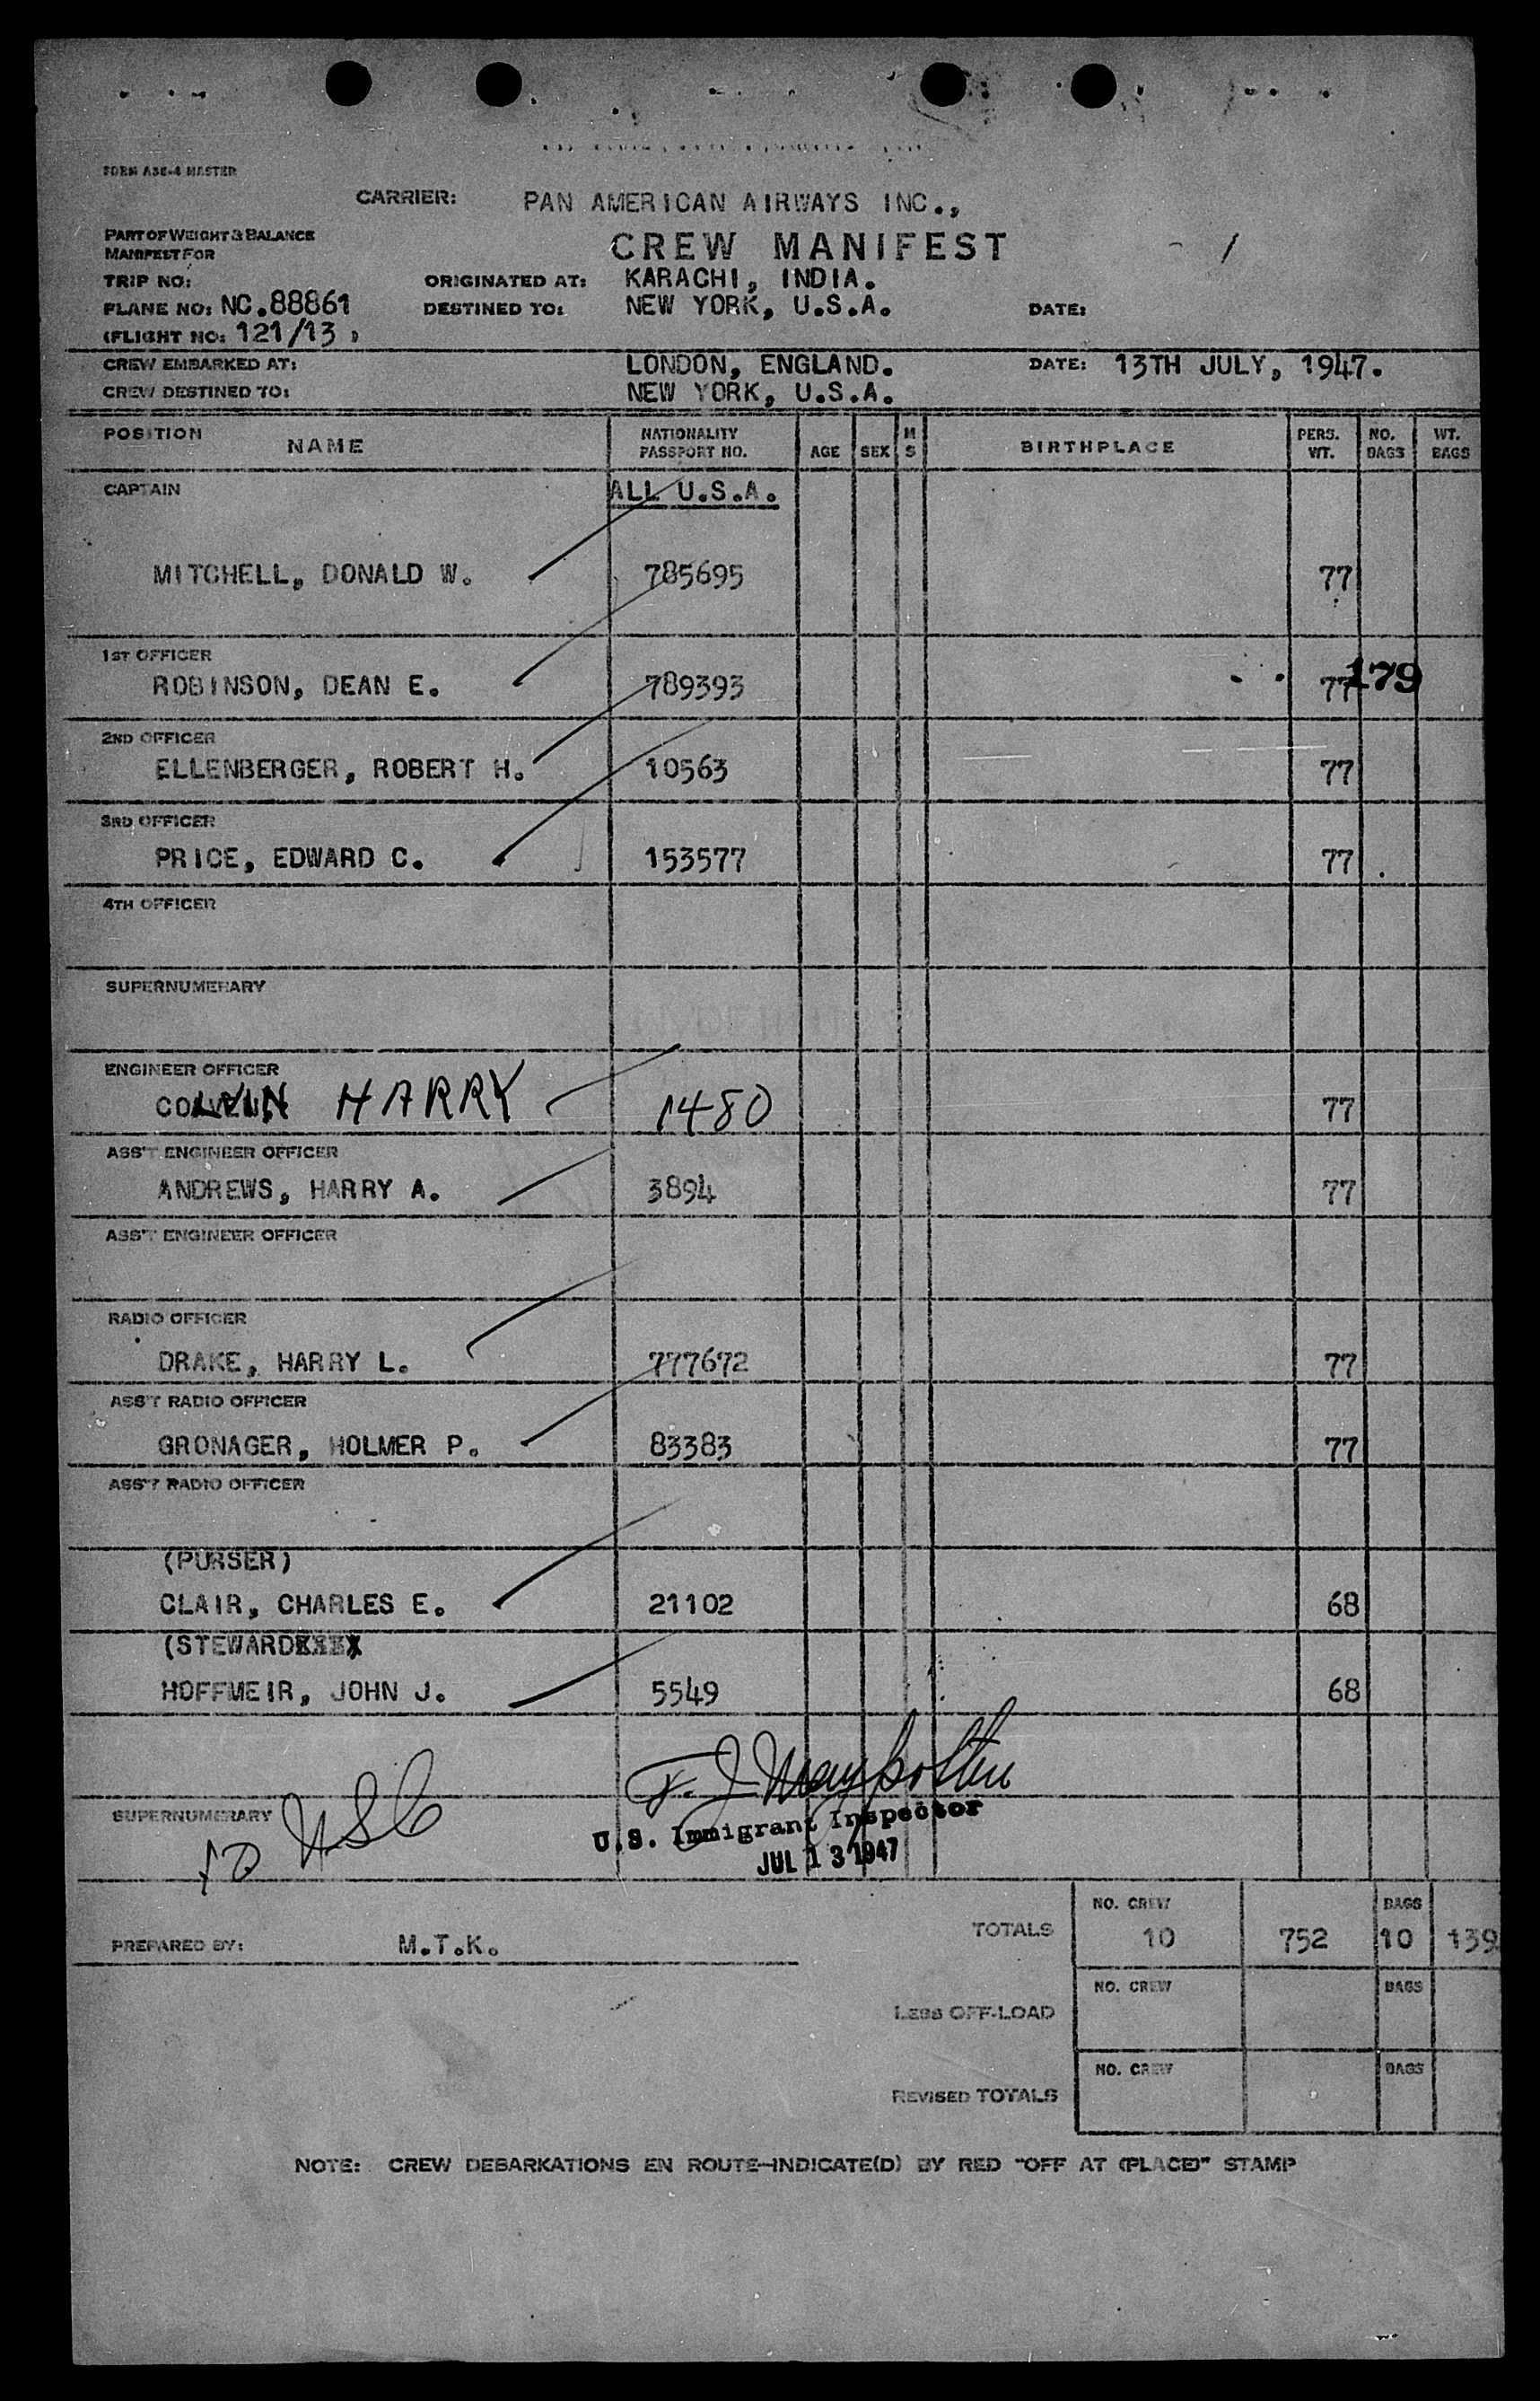 FORM A38-4 MASTER
CARRIER: PAN AMERICAN AIRWAYS INC.,
PART OF WEIGHT & BALANCE
MANIFEST FOR
CREW MANIFEST
TRIP NO: ORIGINATED AT: KARACHI, INDIA.
PLANE NO: NC.88861 DESTINED TO: NEW YORK, U.S.A. DATE:
(FLIGHT NO: 121/13 )
CREW EMBARKED AT: LONDON, ENGLAND. DATE: 13TH JULY, 1947.
CREW DESTINED TO: NEW YORK, U.S.A.
POSITION NAME NATIONALITY PASSPORT NO. AGE SEX M S BIRTHPLACE PERS. WT. NO. BAGS WT. BAGS
CAPTAIN ALL U.S.A.
MITCHELL, DONALD W. 785695 77
1ST OFFICER
ROBINSON, DEAN E. 789393 77 179
2ND OFFICER
ELLENBERGER, ROBERT H. 10563 77
3RD OFFICER
PRICE, EDWARD C. 153577 77
4TH OFFICER
SUPERNUMERARY
ENGINEER OFFICER
HARRY 1480 77
ASS'T ENGINEER OFFICER
ANDREWS, HARRY A. 3894 77
ASS'T ENGINEER OFFICER
RADIO OFFICER
DRAKE, HARRY L. 777672 77
ASS'T RADIO OFFICER
GRONAGER, HOLMER P. 83383 77
ASS'T RADIO OFFICER
(PURSER)
CLAIR, CHARLES E. 21102 68
(STEWARD
HOFFMEIR, JOHN J. 5549 68
SUPERNUMERARY
10 USC
U.S. Immigrant Inspector
JUL 13 1947
PREPARED BY: M.T.K.
TOTALS NO. CREW 10 752 BAGS 10 139
LESS OFF-LOAD NO. CREW BAGS
REVISED TOTALS NO. CREW BAGS
NOTE: CREW DEBARKATIONS EN ROUTE—INDICATE(D) BY RED "OFF AT (PLACE)" STAMP